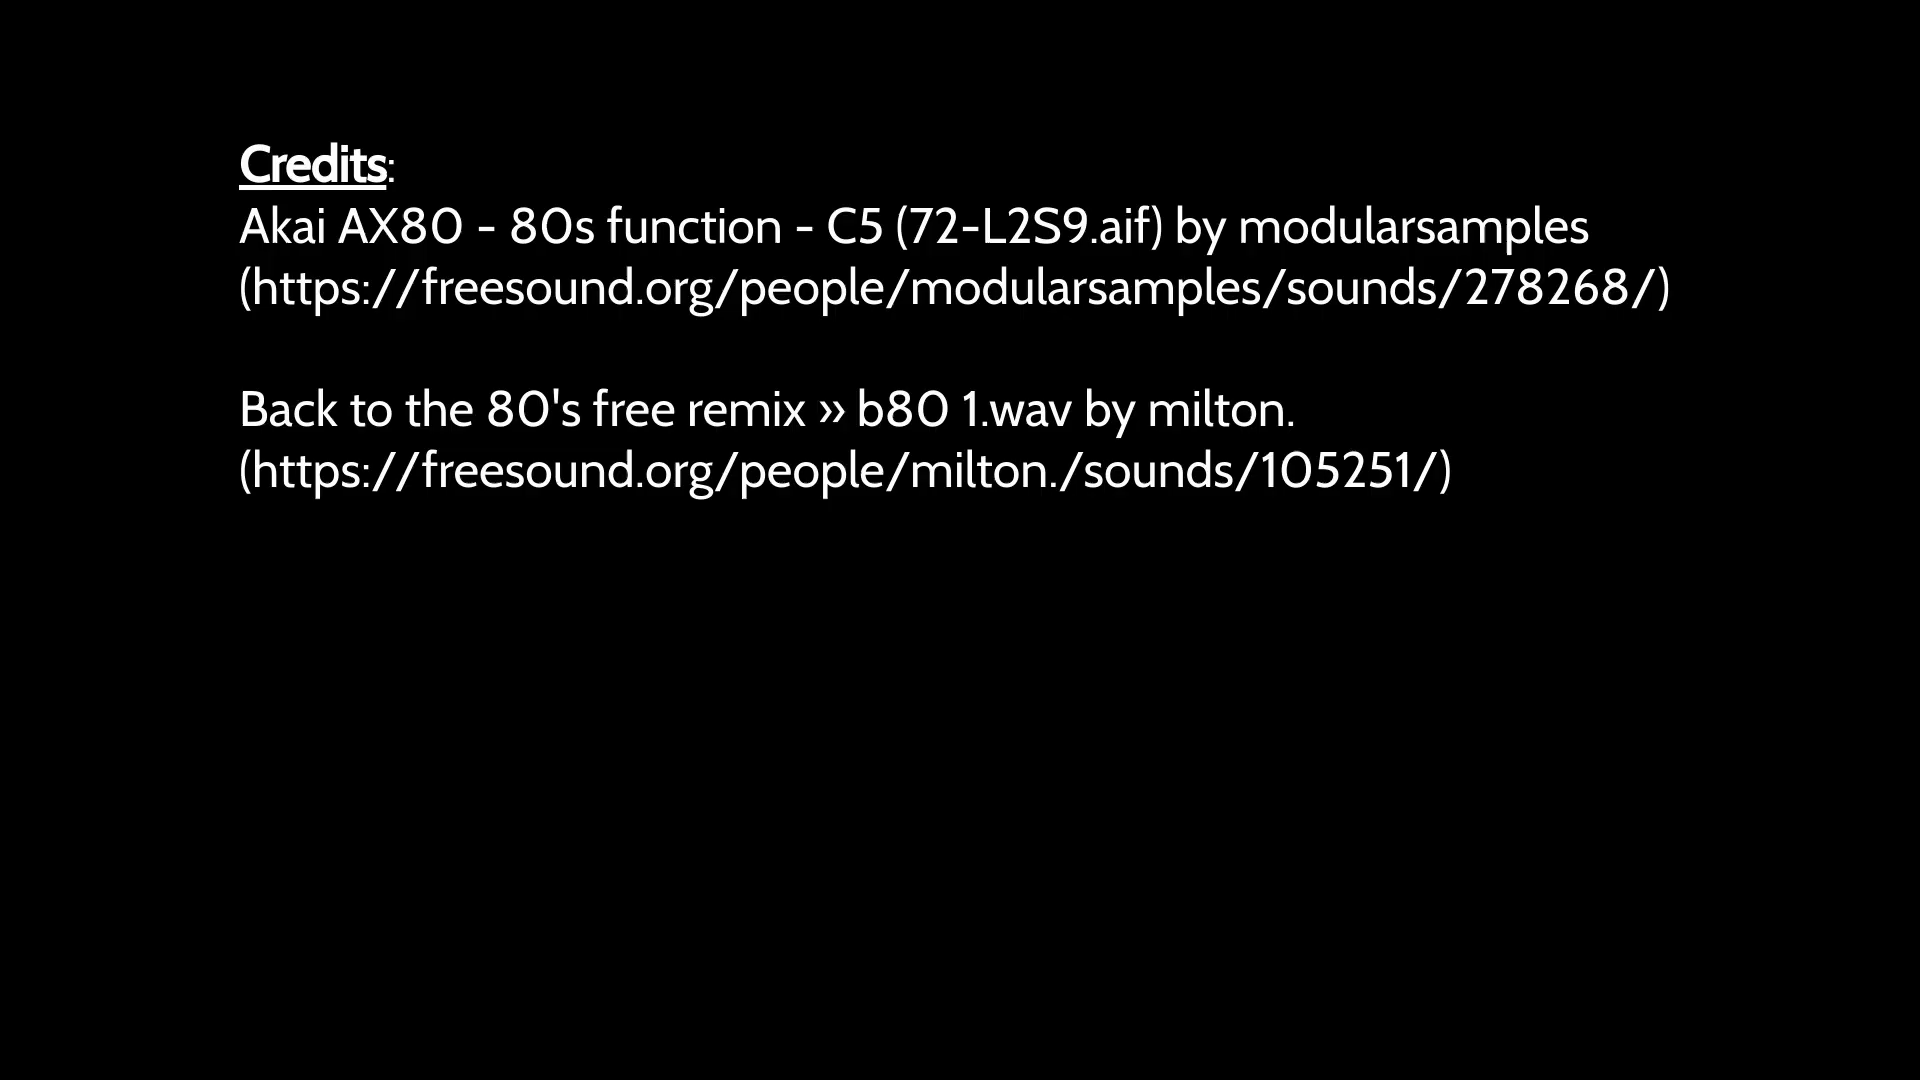 Credits:
Akai AX80 - 80s function - C5 (72-L2S9.aif) by modularsamples
(https://freesound.org/people/modularsamples/sounds/278268/)
Back to the 80's free remix » b80 1.wav by milton.
(https://freesound.org/people/milton./sounds/105251/)